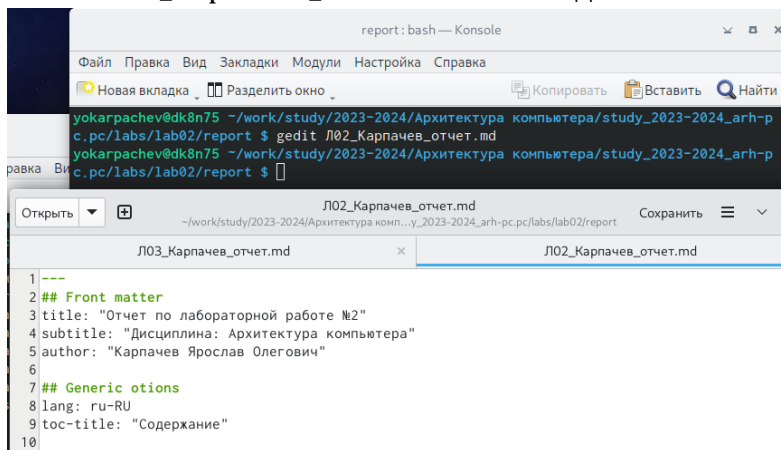 report : bash — Konsole
Файл Правка Вид Закладки Модули Настройка Справка
Новая вкладка Разделить окно Копировать Вставить Найти
yokarpachev@dk8n75 ~/work/study/2023-2024/Архитектура компьютера/study_2023-2024_arh-p
c.pc/labs/lab02/report $ gedit Л02_Карпачев_отчет.md
yokarpachev@dk8n75 ~/work/study/2023-2024/Архитектура компьютера/study_2023-2024_arh-p
равка Ви c.pc/labs/lab02/report $
Л02_Карпачев_отчет.md
Открыть ~/work/study/2023-2024/Архитектура комп…y_2023-2024_arh-pc.pc/labs/lab02/report Сохранить
Л03_Карпачев_отчет.md × Л02_Карпачев_отчет.md
1 ---
2 ## Front matter
3 title: "Отчет по лабораторной работе №2"
4 subtitle: "Дисциплина: Архитектура компьютера"
5 author: "Карпачев Ярослав Олегович"
6
7 ## Generic otions
8 lang: ru-RU
9 toc-title: "Содержание"
10